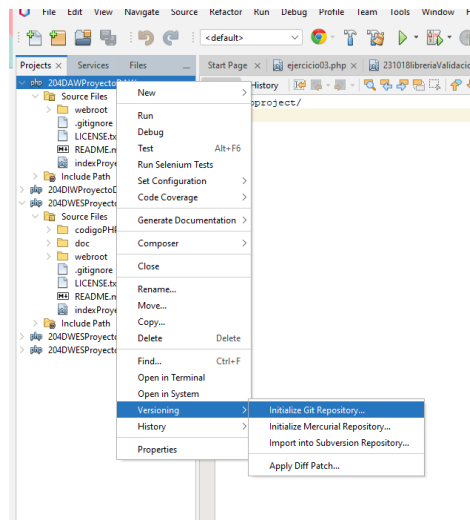 File Edit View Navigate Source Refactor Run Debug Profile Team Tools Window
<default>
Projects Services Files
Start Page ejercicio03.php 231018libreriaValidacio
History
New
Run
Debug
Test Alt+F6
Run Selenium Tests
Set Configuration
Code Coverage
Generate Documentation
Composer
Close
Rename...
Move...
Copy...
Delete Delete
Find... Ctrl+F
Open in Terminal
Open in System
Versioning
History
Properties
Initialize Git Repository...
Initialize Mercurial Repository...
Import into Subversion Repository...
Apply Diff Patch...
204DAWProyectoDAW
Source Files
webroot
.gitignore
LICENSE.tx
README.m
indexProye
Include Path
204DIWProyectoD
204DWESProyecto
Source Files
codigoPHP
doc
webroot
.gitignore
LICENSE.tx
README.m
indexProye
Include Path
204DWESProyecto
204DWESProyecto